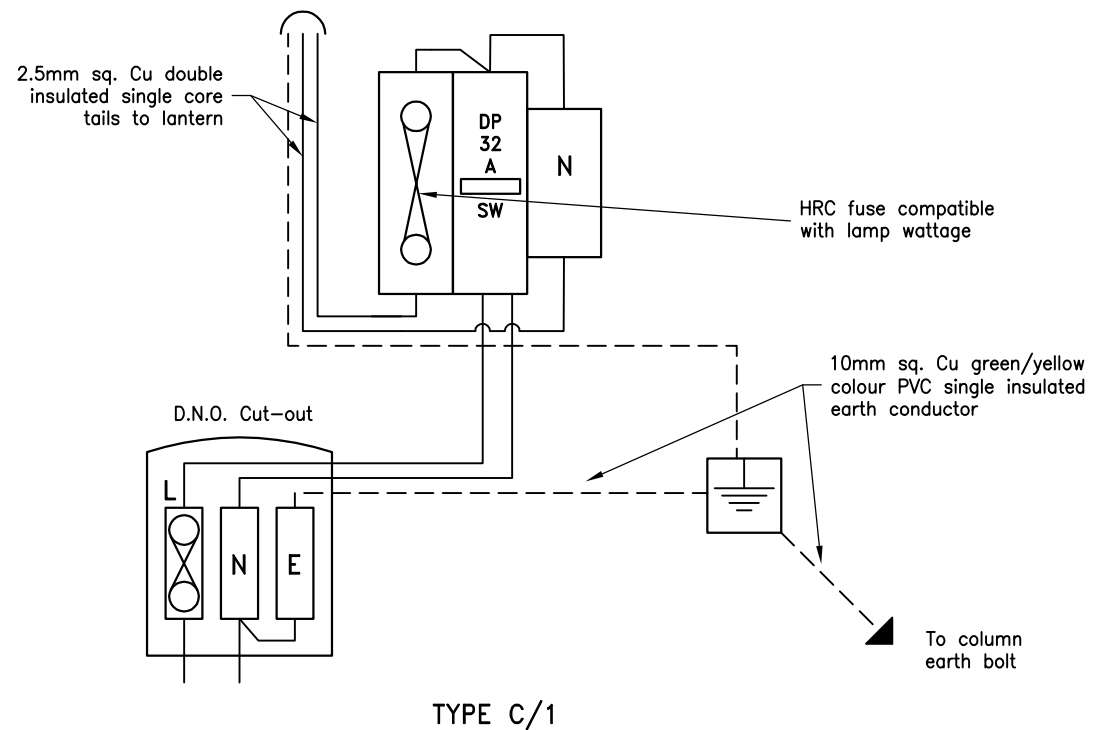 2.5mm sq. Cu double
insulated single core
tails to lantern
DP
32
A
SW
N
HRC fuse compatible
with lamp wattage
10mm sq. Cu green/yellow
colour PVC single insulated
earth conductor
D.N.O. Cut-out
L
N
E
To column
earth bolt
TYPE C/1